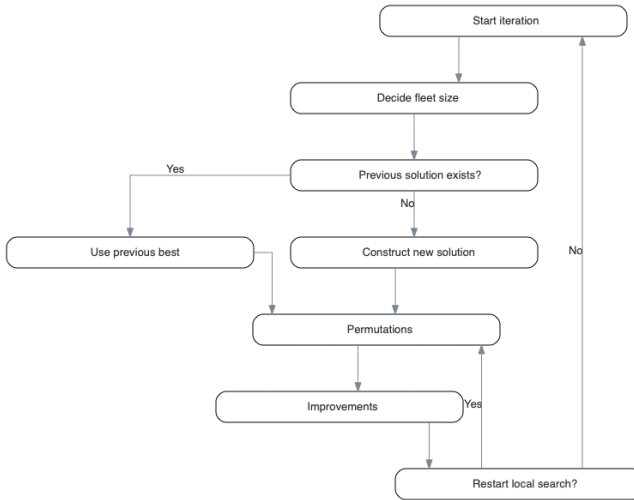 Start iteration
Decide fleet size
Previous solution exists?
Yes
No
Use previous best
Construct new solution
No
Permutations
Improvements
Yes
Restart local search?